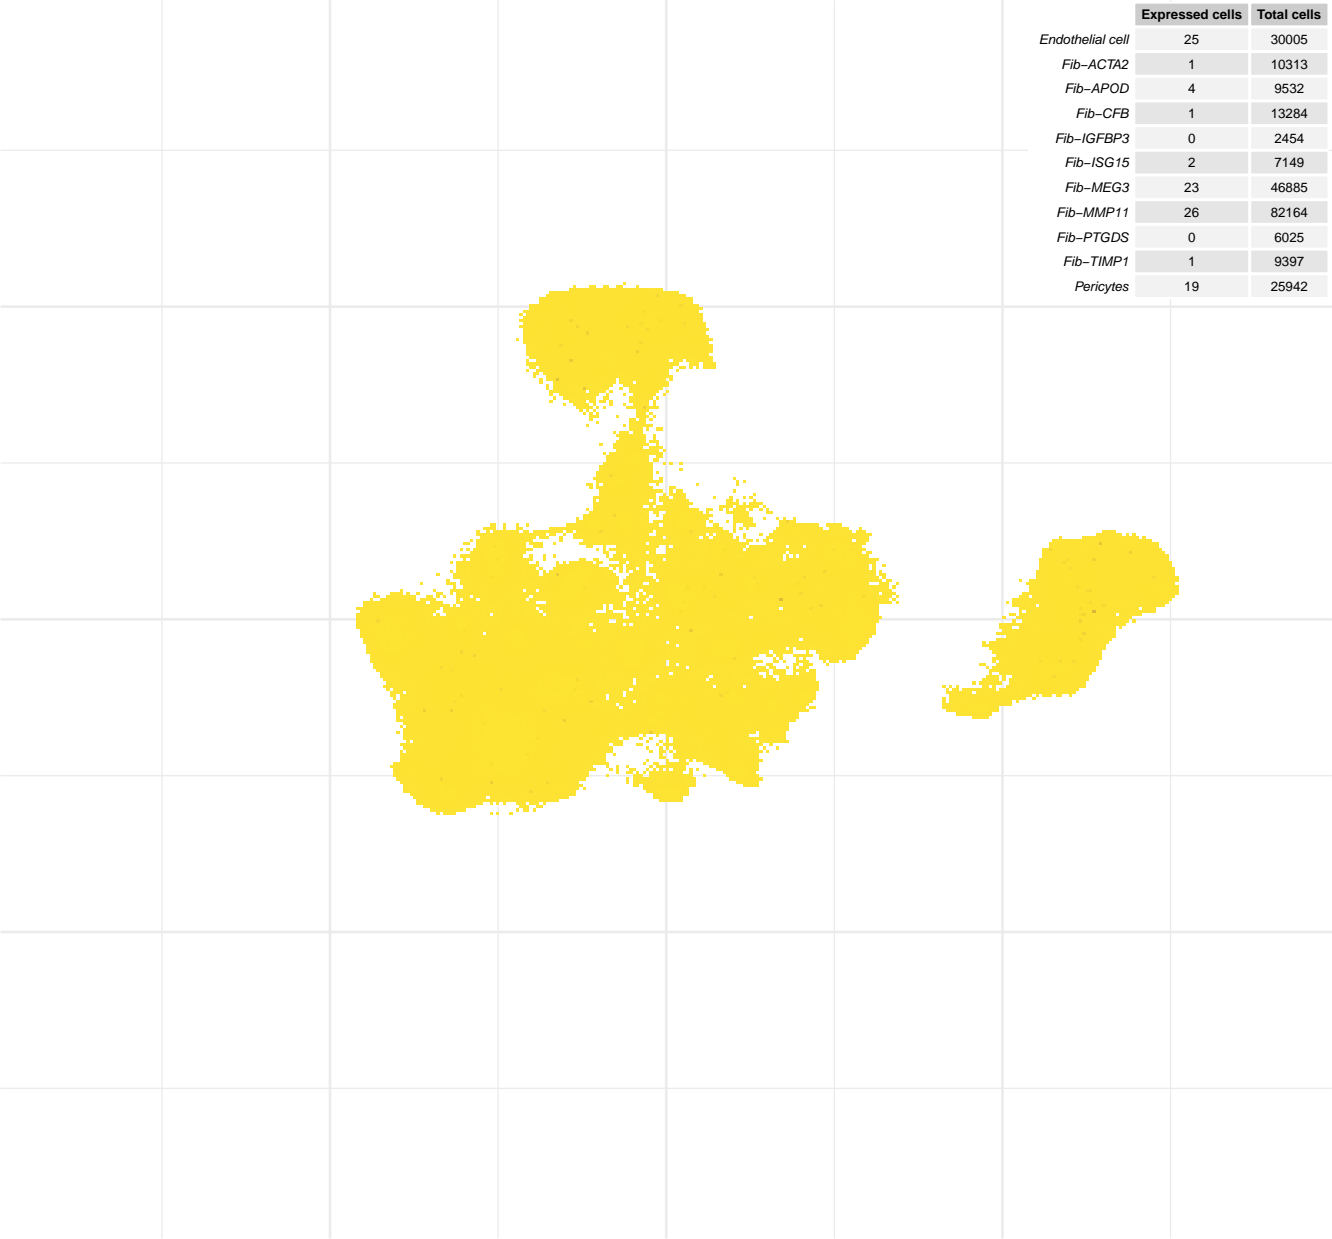 Expressed cells Total cells
Endothelial cell 25 30005
Fib−ACTA2 1 10313
Fib−APOD 4 9532
Fib−CFB 1 13284
Fib−IGFBP3 0 2454
Fib−ISG15 2 7149
Fib−MEG3 23 46885
Fib−MMP11 26 82164
Fib−PTGDS 0 6025
Fib−TIMP1 1 9397
Pericytes 19 25942